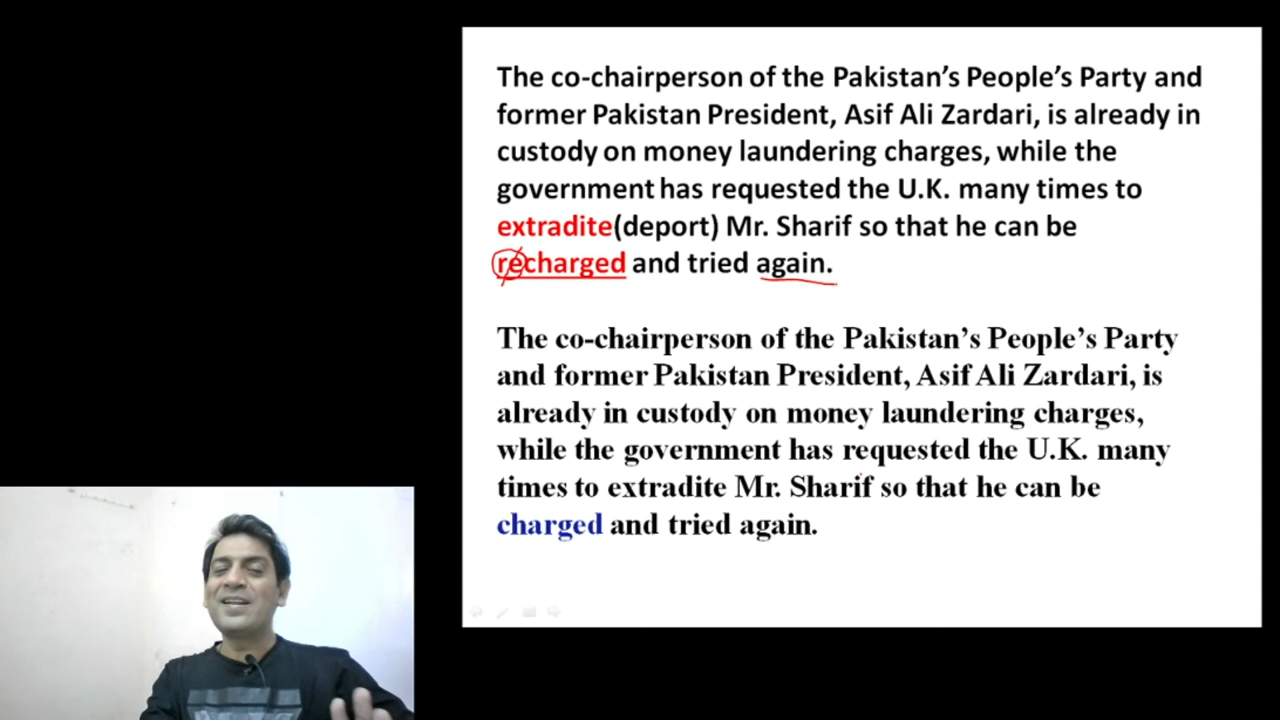 The co-chairperson of the Pakistan's People's Party and
former Pakistan President, Asif Ali Zardari, is already in
custody on money laundering charges, while the
government has requested the U.K. many times to
extradite(deport) Mr. Sharif so that he can be
recharged and tried again.
The co-chairperson of the Pakistan's People's Party
and former Pakistan President, Asif Ali Zardari, is
already in custody on money laundering charges,
while the government has requested the U.K. many
times to extradite Mr. Sharif so that he can be
charged and tried again.